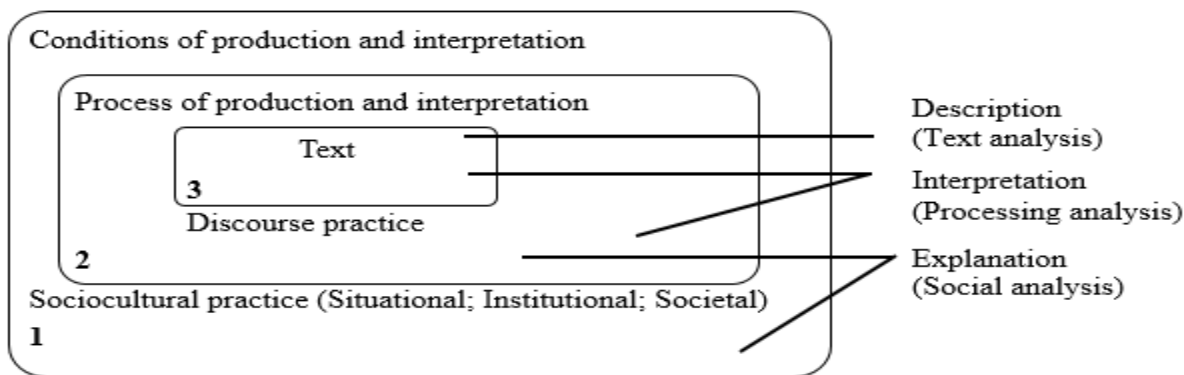 Conditions of production and interpretation
Process of production and interpretation
Text
3
Discourse practice
2
Sociocultural practice (Situational; Institutional; Societal)
1
Description
(Text analysis)
Interpretation
(Processing analysis)
Explanation
(Social analysis)